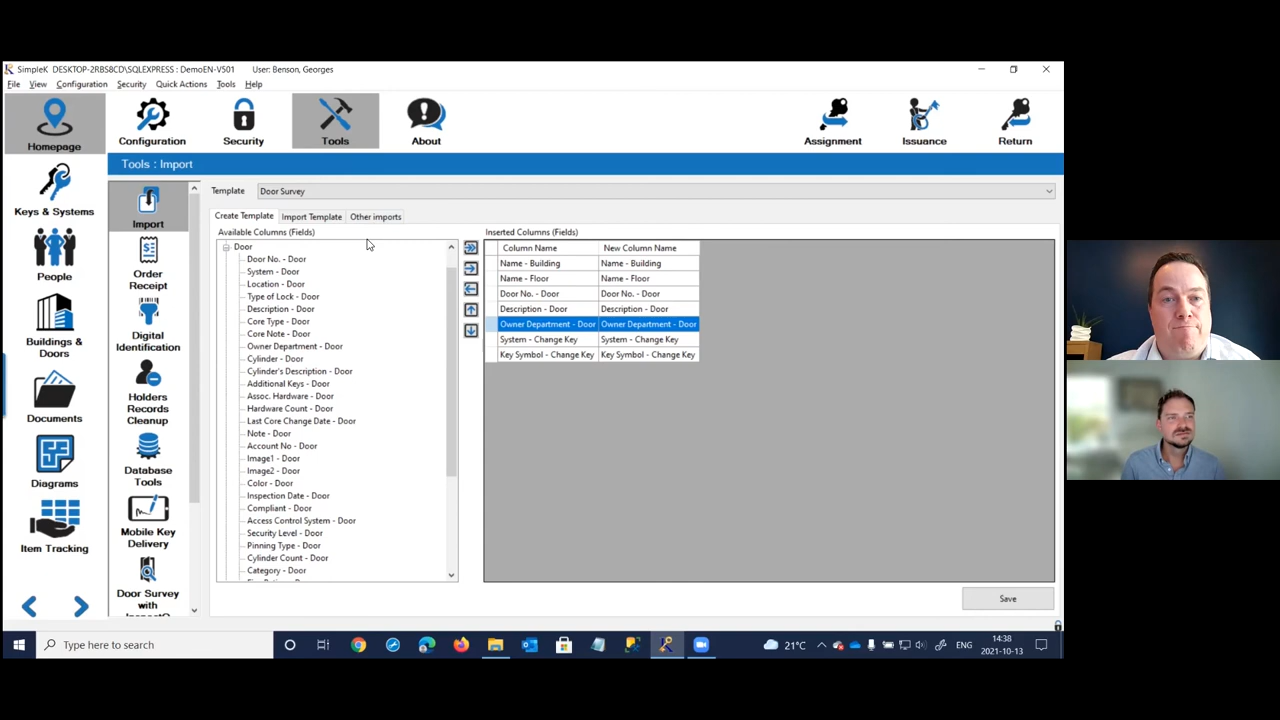 SimpleK DESKTOP-2RBS8CD\SQLEXPRESS : DemoEN-V501 User: Benson, Georges
File View Configuration Security Quick Actions Tools Help
Homepage
Configuration
Security
Tools
About
Assignment
Issuance
Return
Tools : Import
Keys & Systems
People
Buildings &
Doors
Documents
Diagrams
Item Tracking
Import
Order
Receipt
Digital
Identification
Holders
Records
Cleanup
Database
Tools
Mobile Key
Delivery
Door Survey
with
Template
Door Survey
Create Template Import Template Other imports
Available Columns (Fields)
Door
Door No. - Door
System - Door
Location - Door
Type of Lock - Door
Description - Door
Core Type - Door
Core Note - Door
Owner Department - Door
Cylinder - Door
Cylinder's Description - Door
Additional Keys - Door
Assoc. Hardware - Door
Hardware Count - Door
Last Core Change Date - Door
Note - Door
Account No - Door
Image1 - Door
Image2 - Door
Color - Door
Inspection Date - Door
Compliant - Door
Access Control System - Door
Security Level - Door
Pinning Type - Door
Cylinder Count - Door
Category - Door
Inserted Columns (Fields)
Column Name New Column Name
Name - Building Name - Building
Name - Floor Name - Floor
Door No. - Door Door No. - Door
Description - Door Description - Door
Owner Department - Door Owner Department - Door
System - Change Key System - Change Key
Key Symbol - Change Key Key Symbol - Change Key
Save
Type here to search
21°C
ENG
14:38
2021-10-13